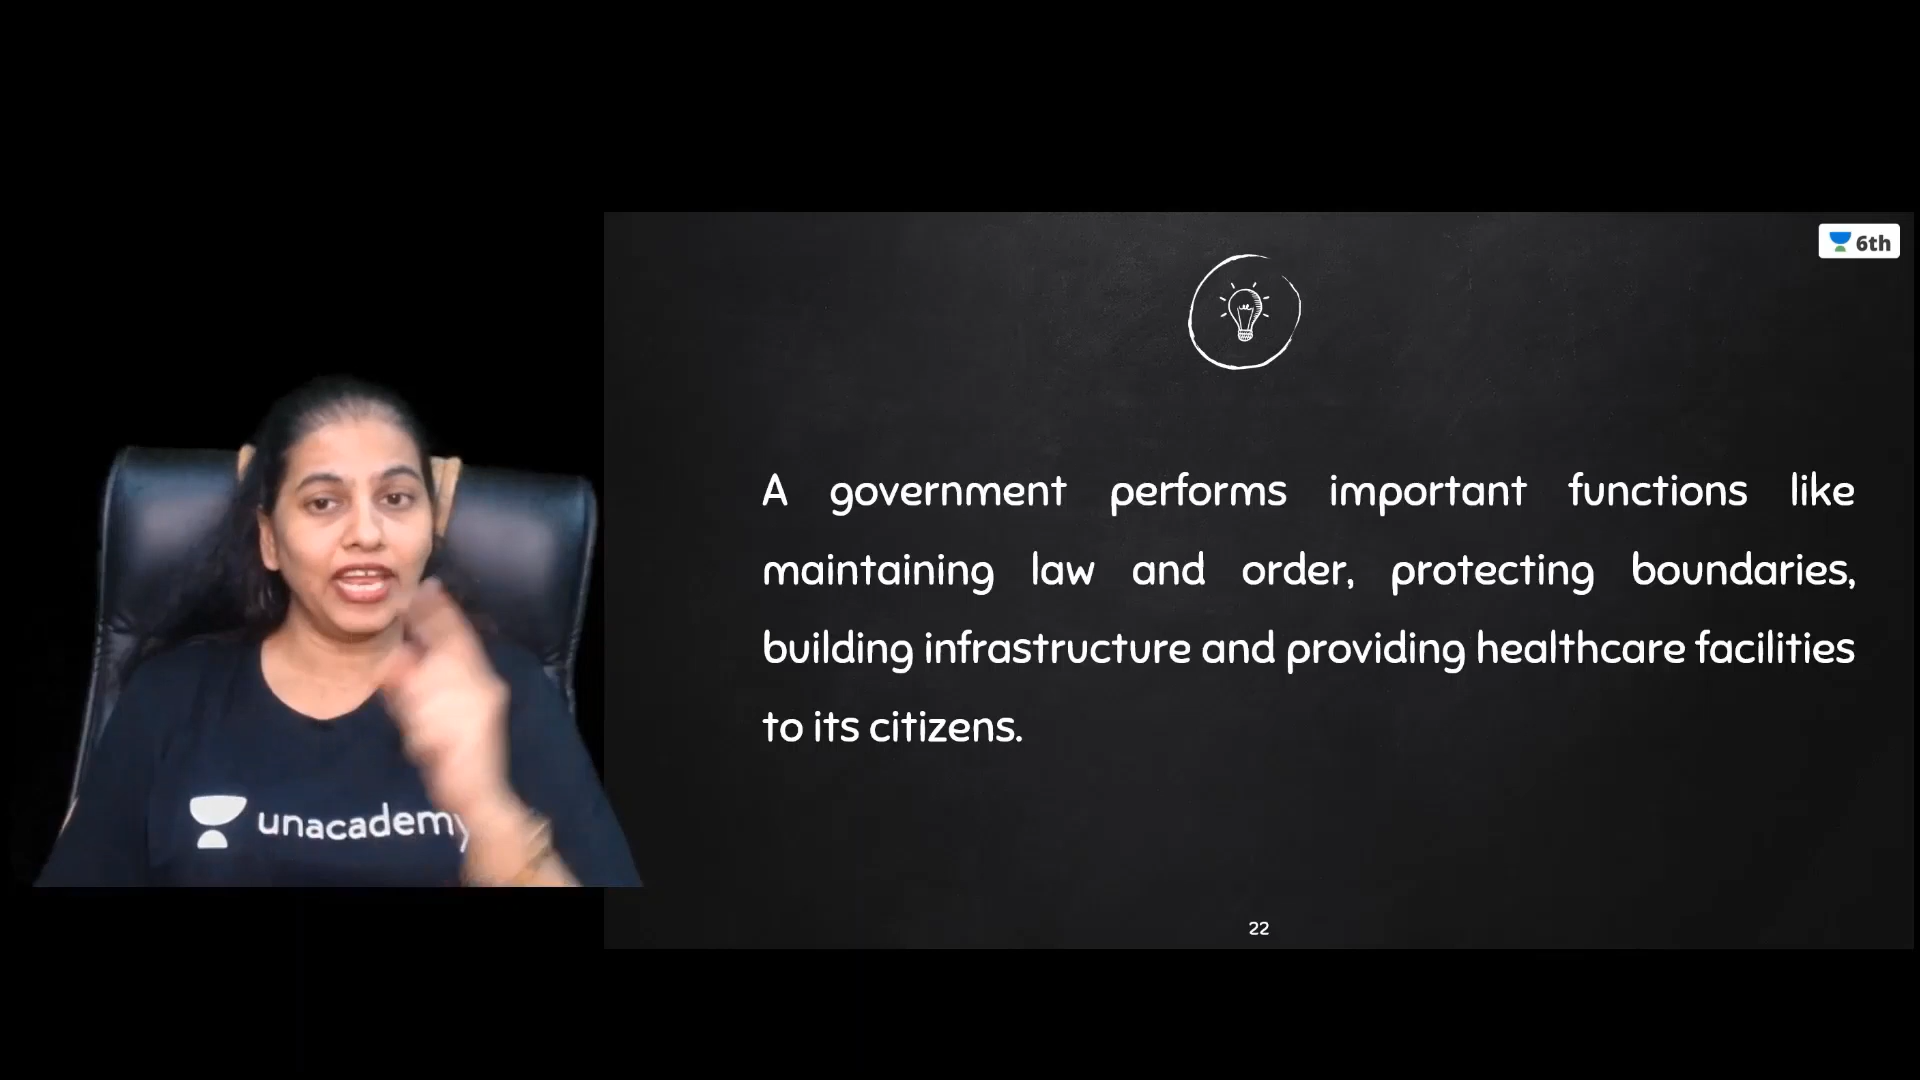 6th
A government performs important functions like
maintaining law and order, protecting boundaries,
building infrastructure and providing healthcare facilities
to its citizens.
unacademy
22